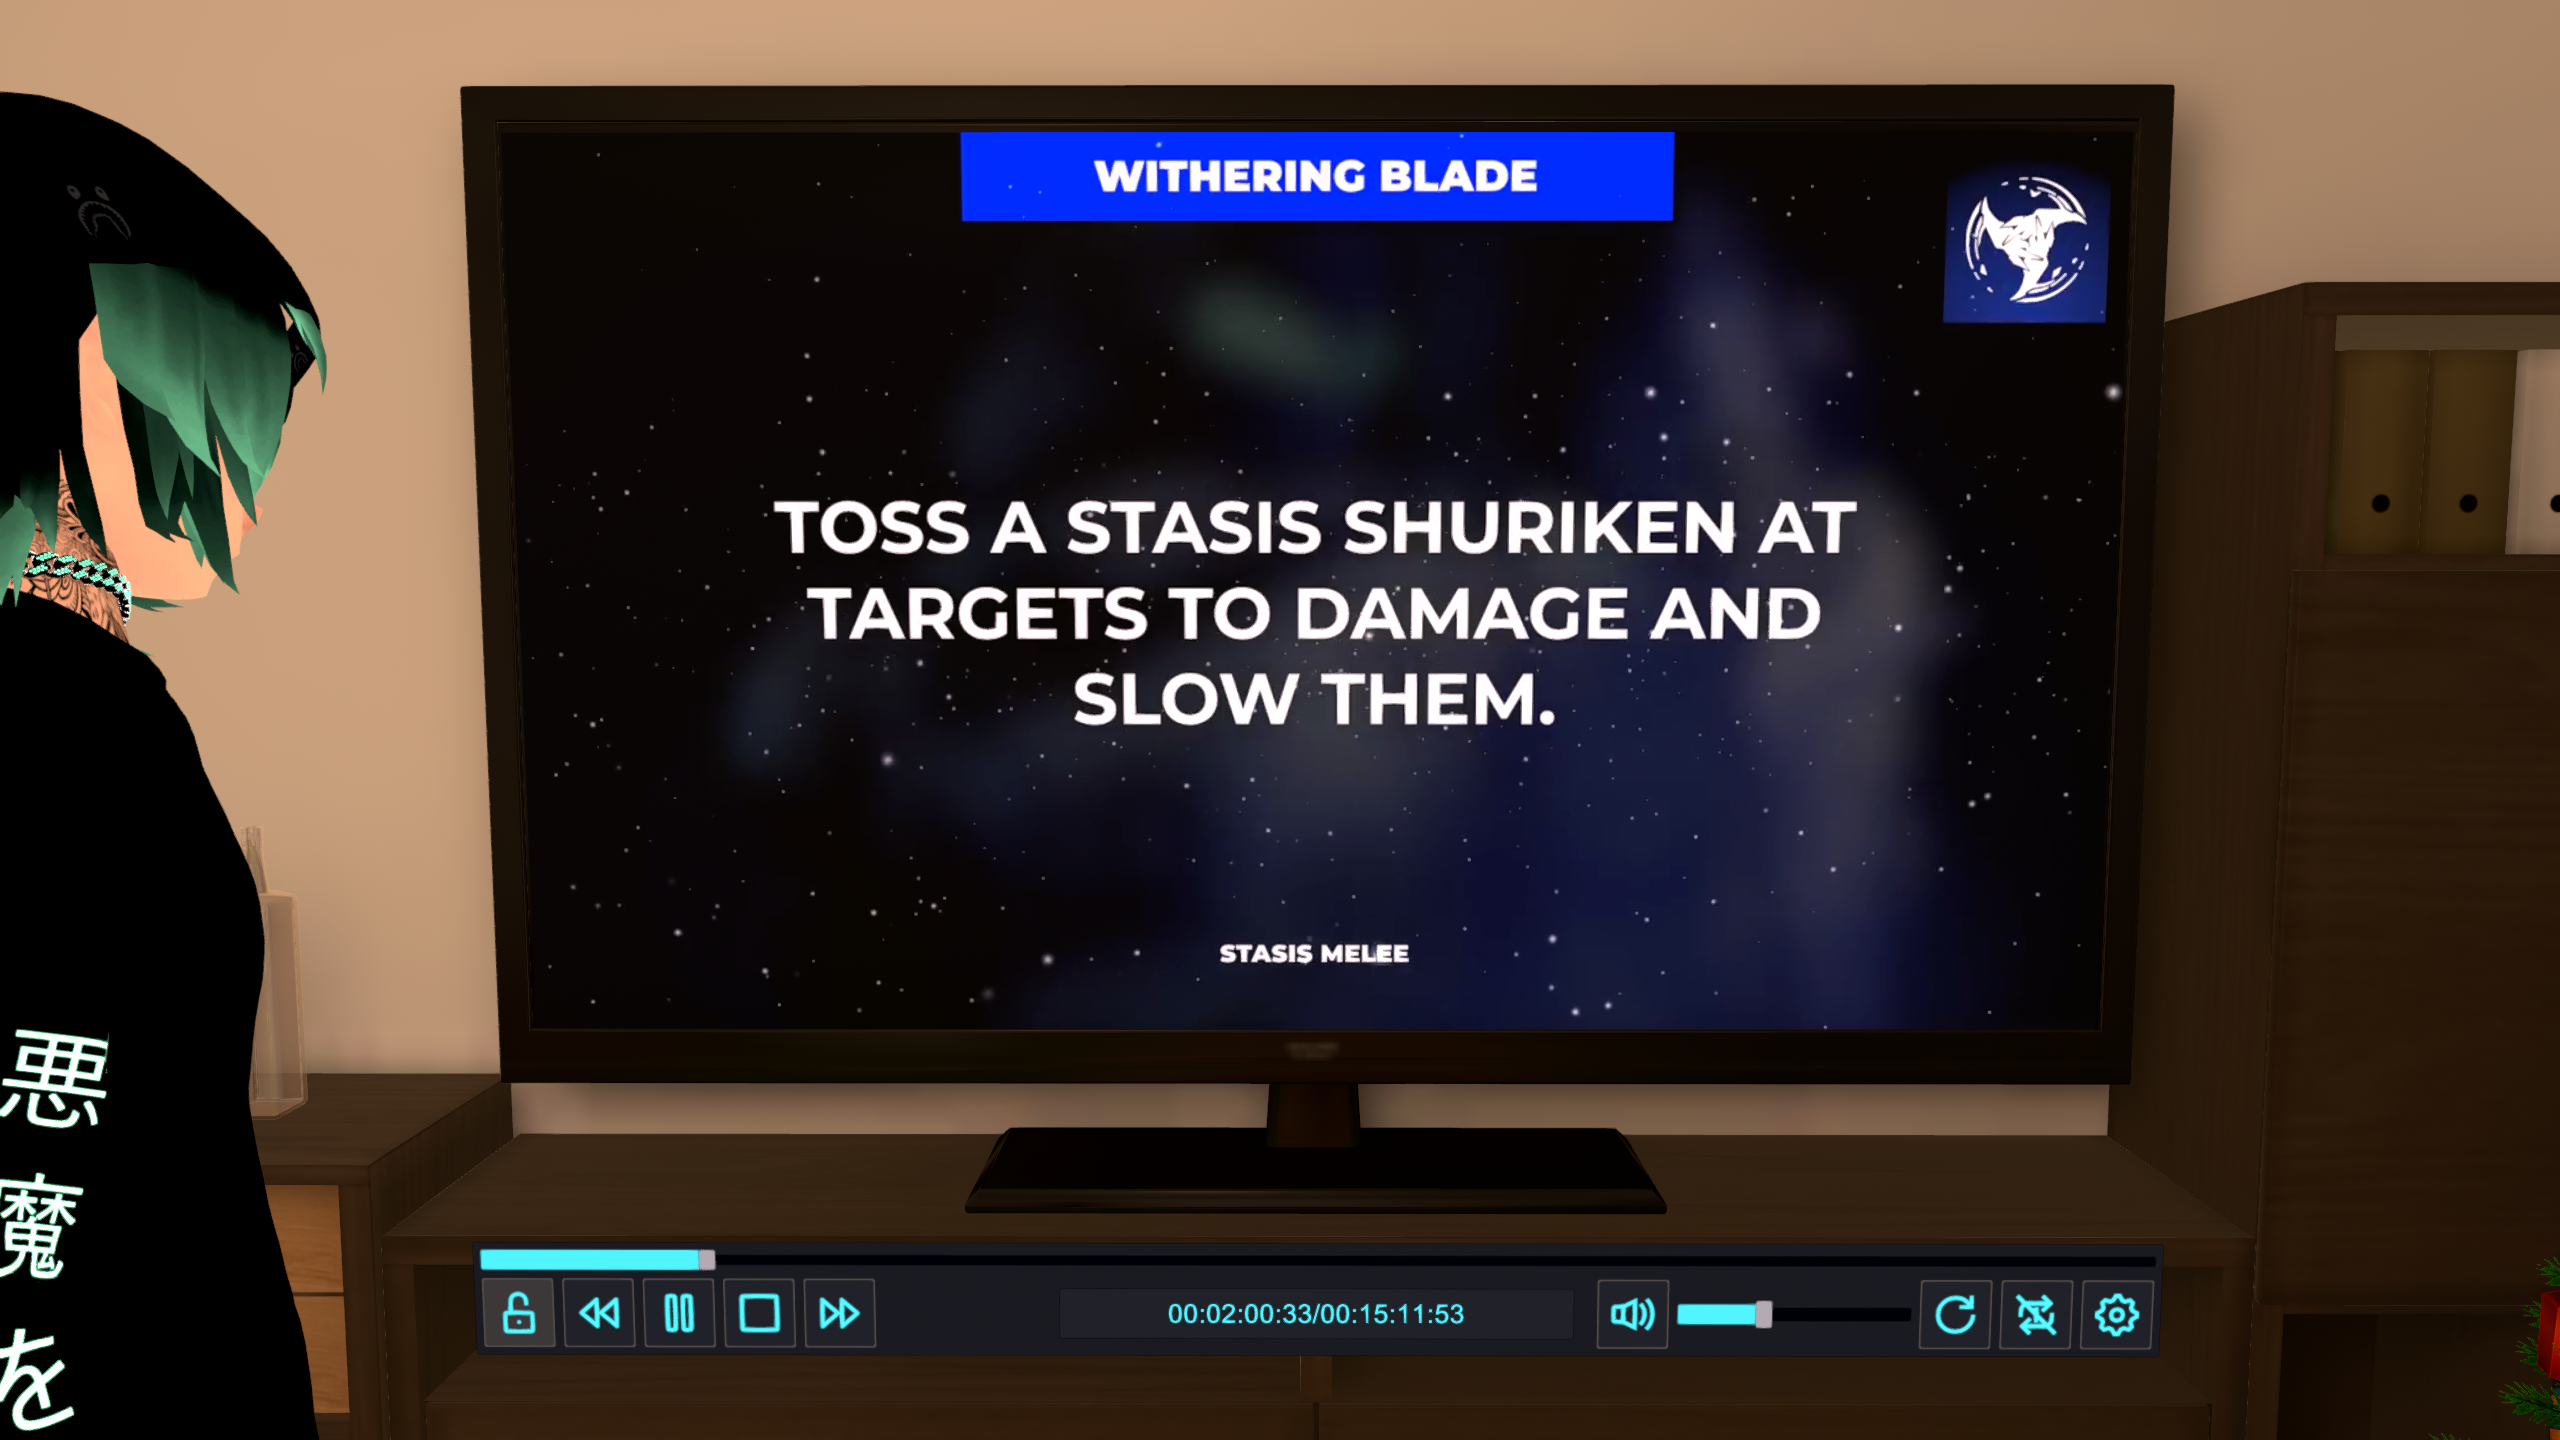 WITHERING BLADE
TOSS A STASIS SHURIKEN AT
TARGETS TO DAMAGE AND
SLOW THEM.
STASIS MELEE
悪
魔
を
00:02:00:33/00:15:11:53